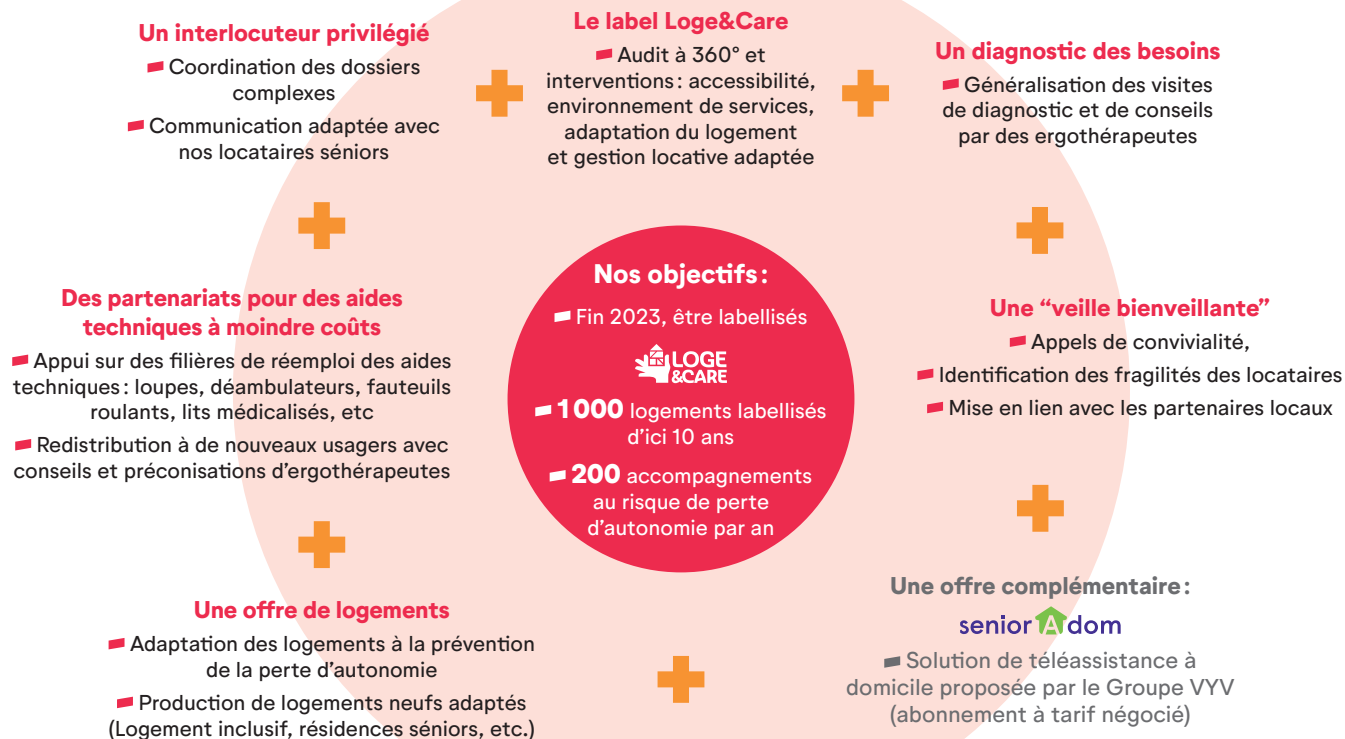 Un interlocuteur privilégié
Coordination des dossiers
complexes
Communication adaptée avec
nos locataires séniors
Le label Loge&Care
Audit à 360° et
interventions : accessibilité,
environnement de services,
adaptation du logement
et gestion locative adaptée
Un diagnostic des besoins
Généralisation des visites
de diagnostic et de conseils
par des ergothérapeutes
Des partenariats pour des aides
techniques à moindre coûts
Appui sur des filières de réemploi des aides
techniques : loupes, déambulateurs, fauteuils
roulants, lits médicalisés, etc
Redistribution à de nouveaux usagers avec
conseils et préconisations d'ergothérapeutes
Nos objectifs :
Fin 2023, être labellisés
LOGE
&CARE
1000 logements labellisés
d'ici 10 ans
200 accompagnements
au risque de perte
d'autonomie par an
Une “veille bienveillante”
Appels de convivialité,
Identification des fragilités des locataires
Mise en lien avec les partenaires locaux
Une offre de logements
Adaptation des logements à la prévention
de la perte d'autonomie
Production de logements neufs adaptés
(Logement inclusif, résidences séniors, etc.)
Une offre complémentaire :
senior A dom
Solution de téléassistance à
domicile proposée par le Groupe VYV
(abonnement à tarif négocié)